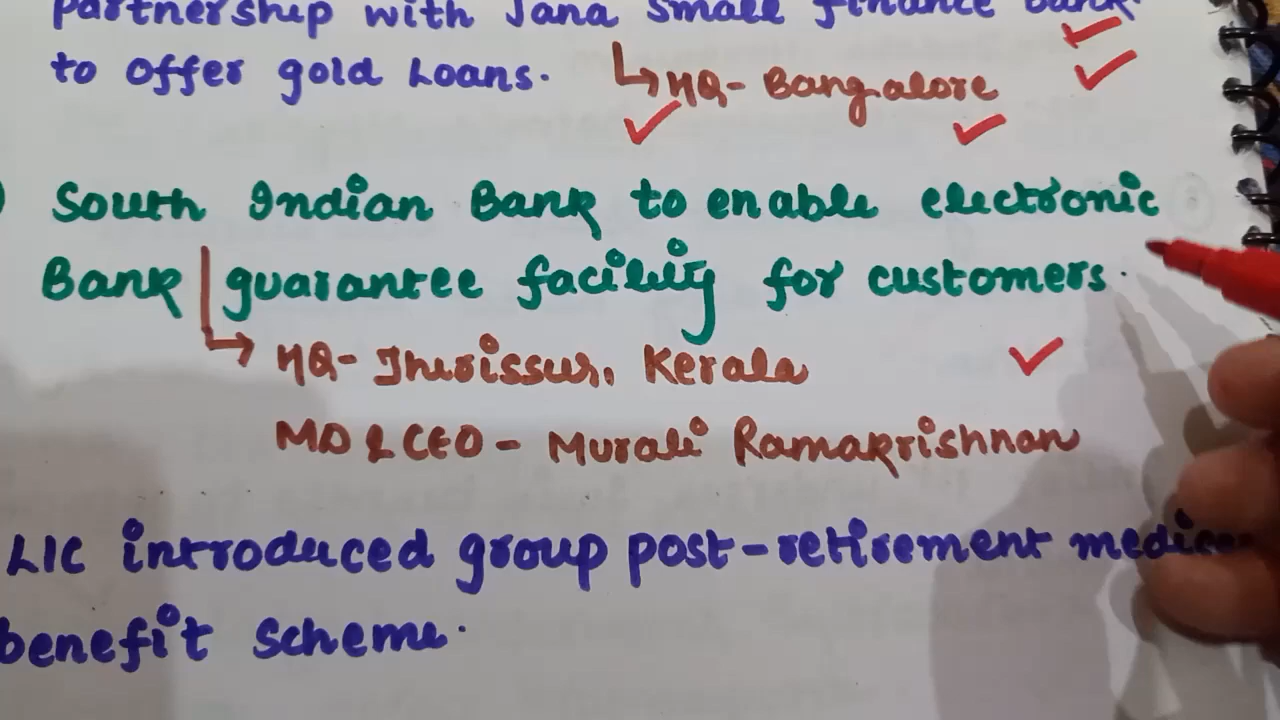 partnership with Jana Small finance Bank.
to offer gold Loans.
HQ- Bangalore
) South Indian Bank to enable electronic
Bank guarantee facility for customers.
HQ- Thrissur, Kerala
MD & CEO - Murali Ramakrishnan
LIC introduced group post-retirement
benefit scheme.